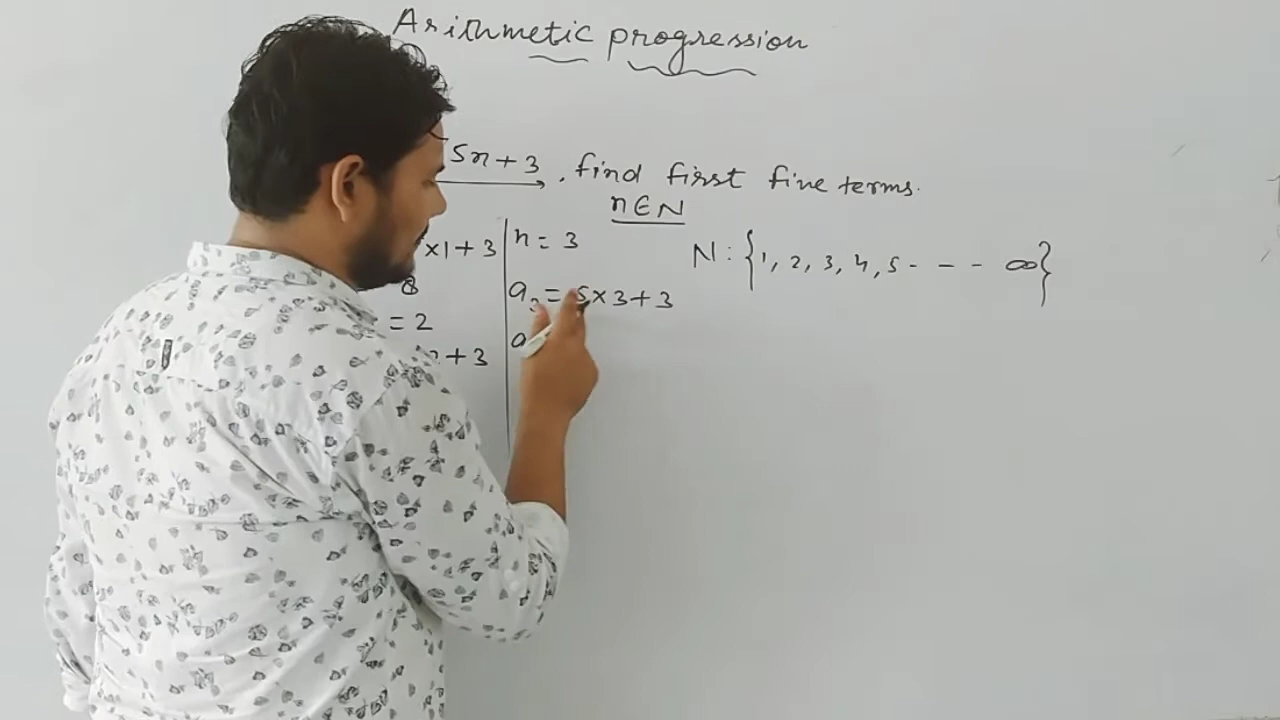 Arithmetic progression
5n + 3 , find first five terms.
n ∈ N
N : {1, 2, 3, 4, 5 - - - - ∞}
×1 + 3
8
= 2
+ 3
n = 3
a3 = 5 × 3 + 3
a